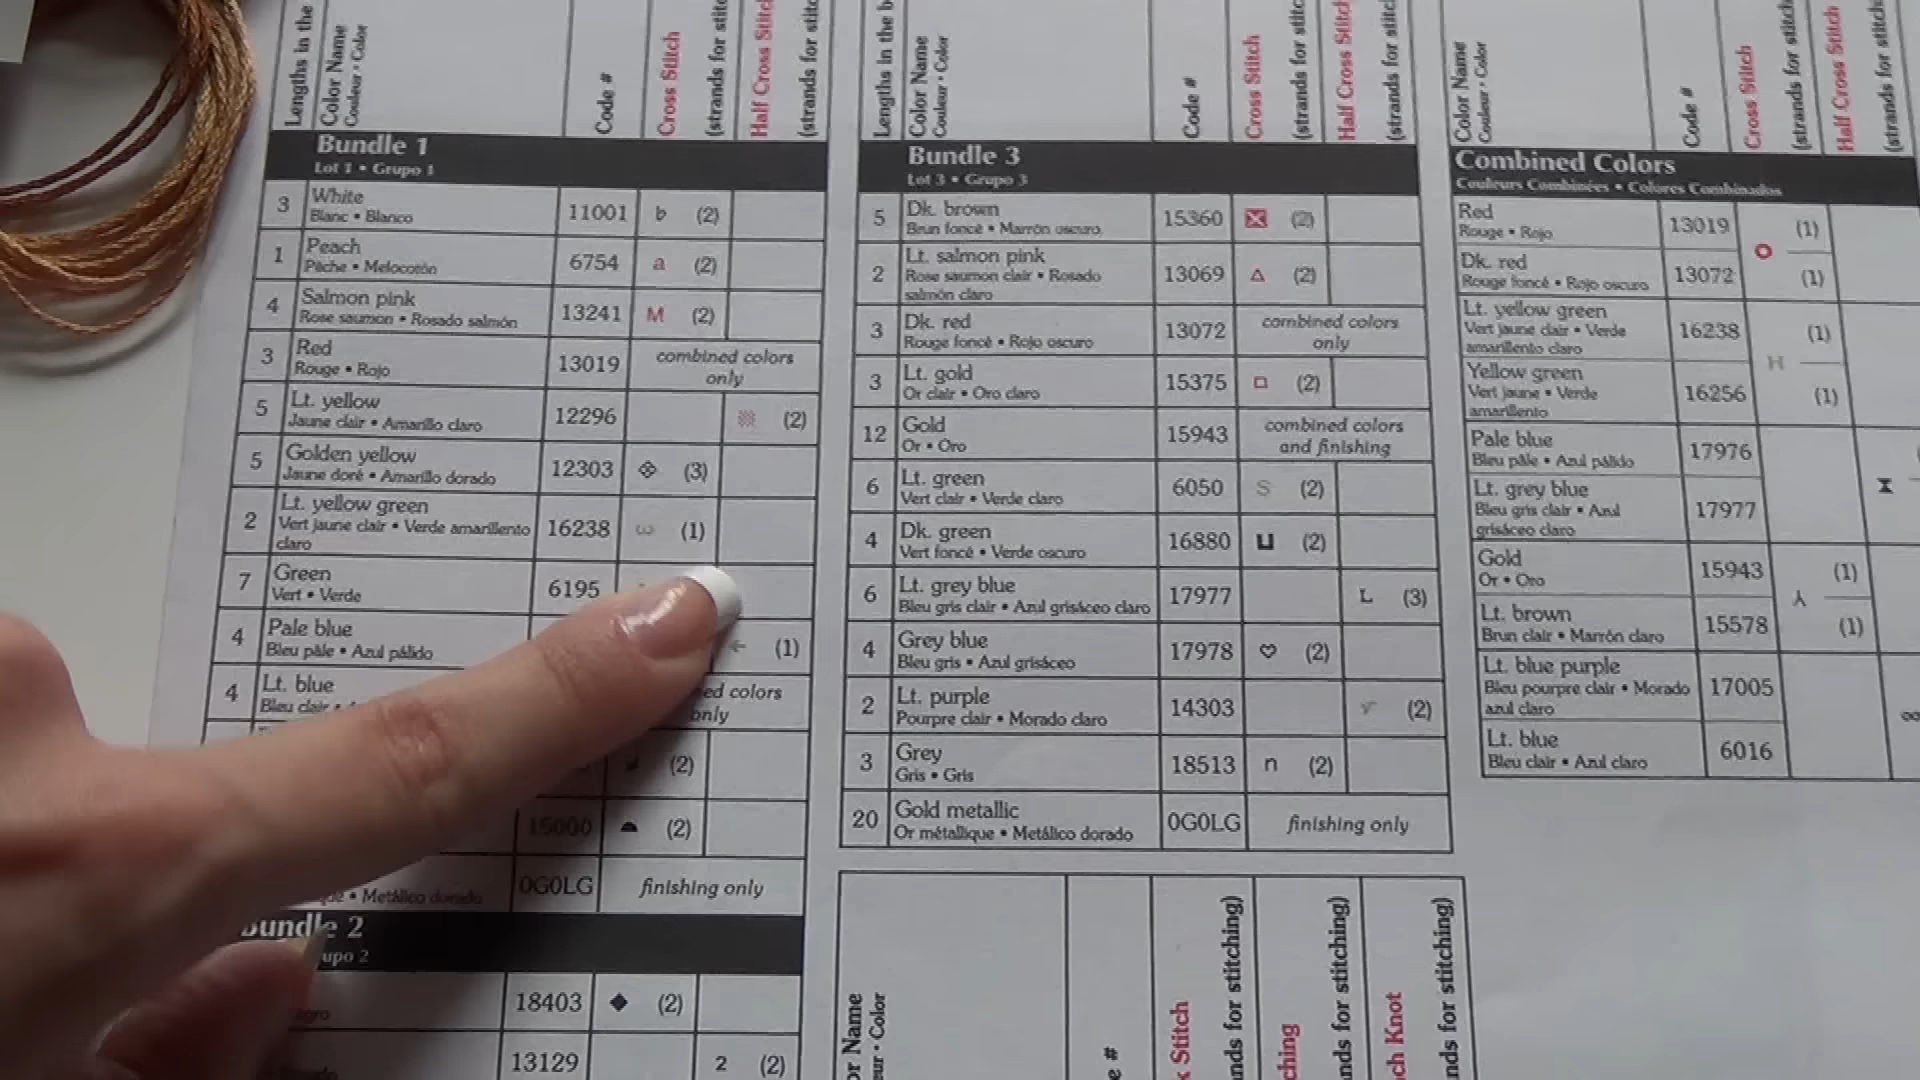 Lengths in the
Color Name
Couleur • Color
Code #
Cross Stitch
(strands for stitc
Half Cross Stitc
(strands for stitc
Bundle 1
Lot 1 • Grupo 1
3 White 11001 b (2)
Blanc • Blanco
1 Peach 6754 a (2)
Pêche • Melocotón
4 Salmon pink 13241 M (2)
Rose saumon • Rosado salmón
3 Red 13019 combined colors
Rouge • Rojo only
5 Lt. yellow 12296 (2)
Jaune clair • Amarillo claro
5 Golden yellow 12303 (3)
Jaune doré • Amarillo dorado
2 Lt. yellow green 16238 (1)
Vert jaune clair • Verde amarillento
claro
7 Green 6195
Vert • Verde
4 Pale blue ← (1)
Bleu pâle • Azul pálido
4 Lt. blue ed colors
Bleu clair • only
(2)
15000 (2)
que • Metálico dorado 0G0LG finishing only
Bundle 2
upo 2
18403 ◆ (2)
13129 2 (2)
Lengths in the b
Color Name
Couleur • Color
Code #
Cross Stitch
(strands for stitc
Half Cross Stitch
(strands for stitc
Bundle 3
Lot 3 • Grupo 3
5 Dk. brown 15360 (2)
Brun foncé • Marrón oscuro
2 Lt. salmon pink 13069 △ (2)
Rose saumon clair • Rosado
salmón claro
3 Dk. red 13072 combined colors
Rouge foncé • Rojo oscuro only
3 Lt. gold 15375 □ (2)
Or clair • Oro claro
12 Gold 15943 combined colors
Or • Oro and finishing
6 Lt. green 6050 S (2)
Vert clair • Verde claro
4 Dk. green 16880 (2)
Vert foncé • Verde oscuro
6 Lt. grey blue 17977 L (3)
Bleu gris clair • Azul grisáceo claro
4 Grey blue 17978 ♡ (2)
Bleu gris • Azul grisáceo
2 Lt. purple 14303 (2)
Pourpre clair • Morado claro
3 Grey 18513 n (2)
Gris • Gris
20 Gold metallic 0G0LG finishing only
Or métallique • Metálico dorado
or Name
eur • Color
e #
k Stitch
ands for stitching)
ching
ands for stitching)
ch Knot
ands for stitching)
Color Name
Couleur • Color
Code #
Cross Stitch
(strands for stitch
Half Cross Stitch
(strands for stitc
Combined Colors
Couleurs Combinées • Colores Combinados
Red 13019 (1)
Rouge • Rojo
Dk. red 13072 (1)
Rouge foncé • Rojo oscuro
Lt. yellow green 16238 (1)
Vert jaune clair • Verde
amarillento claro H
Yellow green 16256 (1)
Vert jaune • Verde
amarillento
Pale blue 17976
Bleu pâle • Azul pálido
Lt. grey blue 17977
Bleu gris clair • Azul
grisáceo claro
Gold 15943 (1)
Or • Oro
Lt. brown 15578 (1)
Brun clair • Marrón claro
Lt. blue purple 17005
Bleu pourpre clair • Morado
azul claro
Lt. blue 6016
Bleu clair • Azul claro